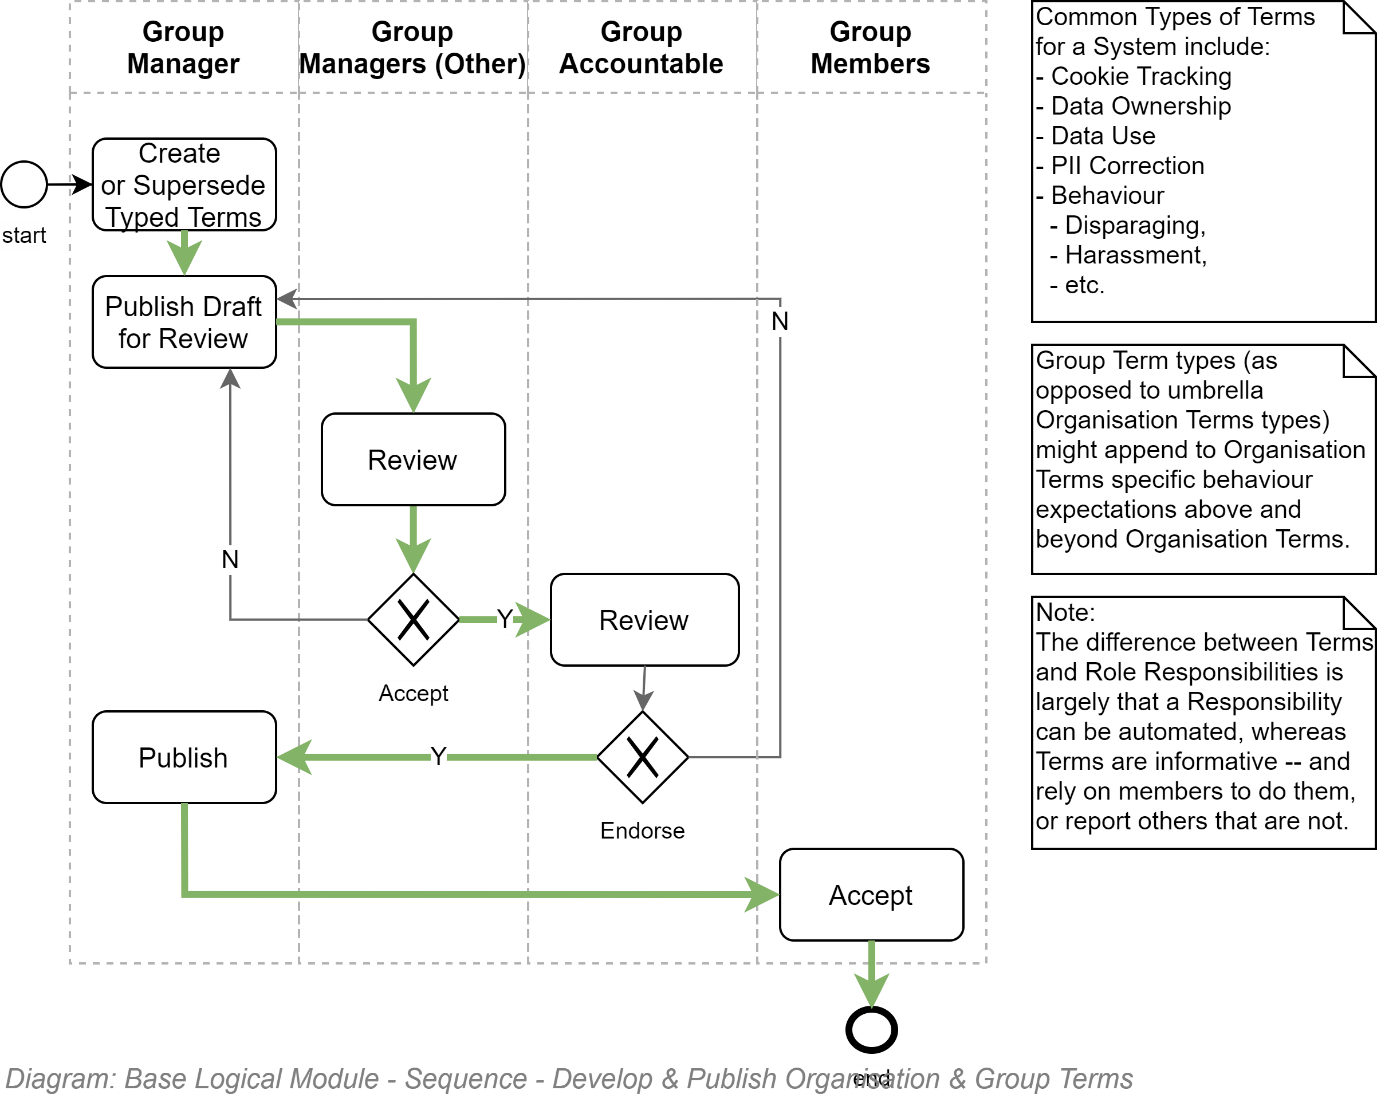 Group
Manager
Group
Managers (Other)
Group
Accountable
Group
Members
start
Create
or Supersede
Typed Terms
Publish Draft
for Review
N
Review
N
Y
Review
Accept
Publish
Y
Endorse
Accept
end
Common Types of Terms
for a System include:
- Cookie Tracking
- Data Ownership
- Data Use
- PII Correction
- Behaviour
- Disparaging,
- Harassment,
- etc.
Group Term types (as
opposed to umbrella
Organisation Terms types)
might append to Organisation
Terms specific behaviour
expectations above and
beyond Organisation Terms.
Note:
The difference between Terms
and Role Responsibilities is
largely that a Responsibility
can be automated, whereas
Terms are informative -- and
rely on members to do them,
or report others that are not.
Diagram: Base Logical Module - Sequence - Develop & Publish Organisation & Group Terms